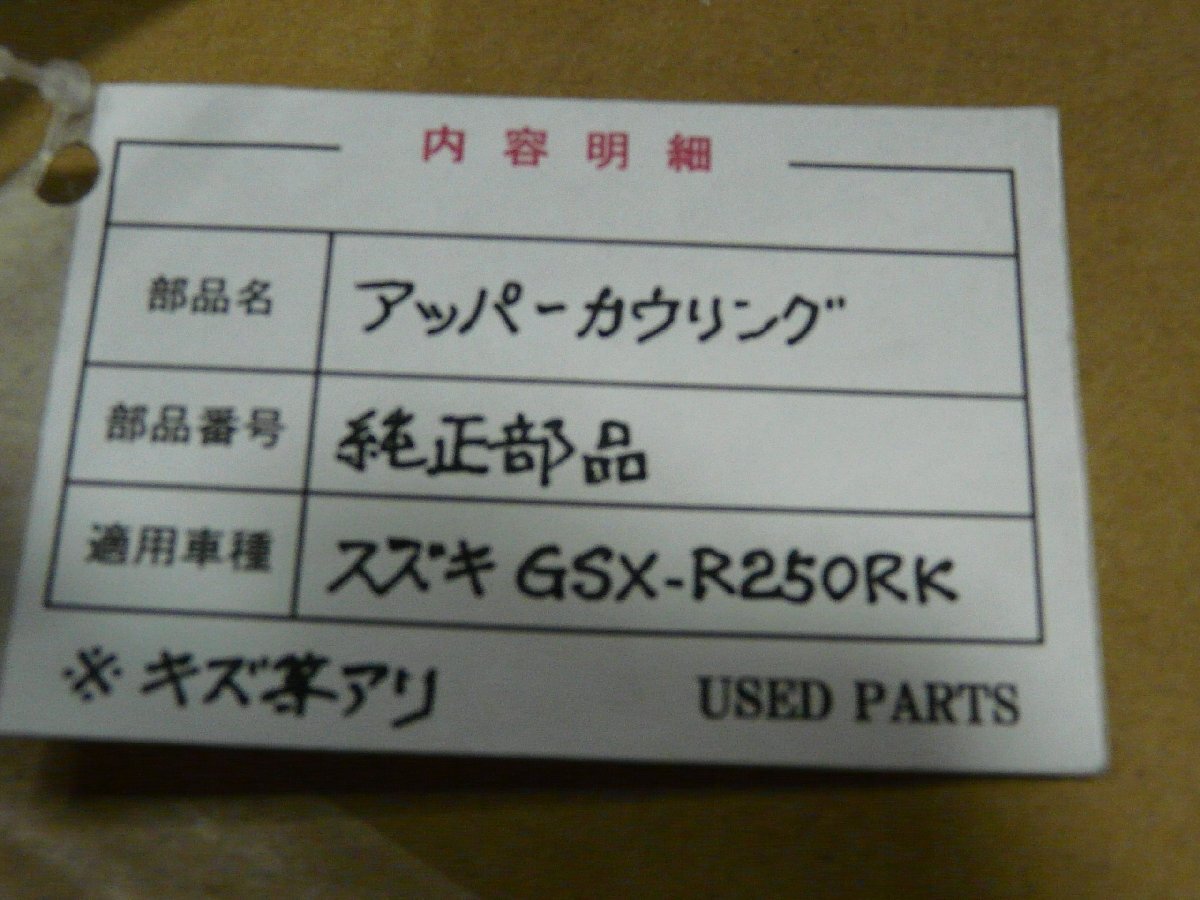 内容明細
部品名 アッパーカウリング
部品番号 純正部品
適用車種 スズキ GSX-R250RK
※キズ等アリ USED PARTS